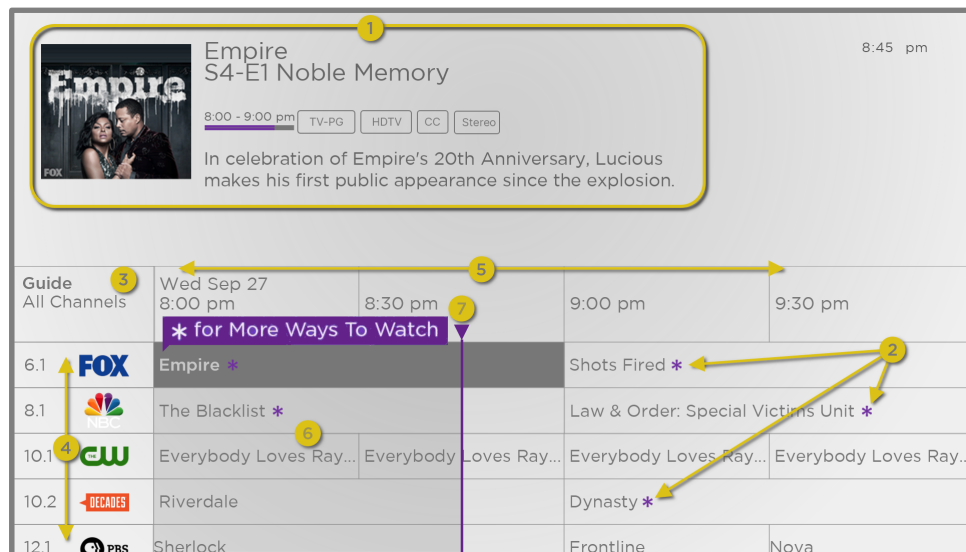 1
Empire
S4-E1 Noble Memory
8:45 pm
Empire
FOX
8:00 - 9:00 pm TV-PG HDTV CC Stereo
In celebration of Empire's 20th Anniversary, Lucious
makes his first public appearance since the explosion.
Guide 3
All Channels
Wed Sep 27 5
8:00 pm 8:30 pm 7 9:00 pm 9:30 pm
* for More Ways To Watch
6.1 FOX Empire * Shots Fired * 2
8.1 NBC The Blacklist * Law & Order: Special Victims Unit *
6
10.1 4 THE CW Everybody Loves Ray... Everybody Loves Ray... Everybody Loves Ray... Everybody Loves Ray..
10.2 DECADES Riverdale Dynasty *
12.1 PBS Sherlock Frontline Nova